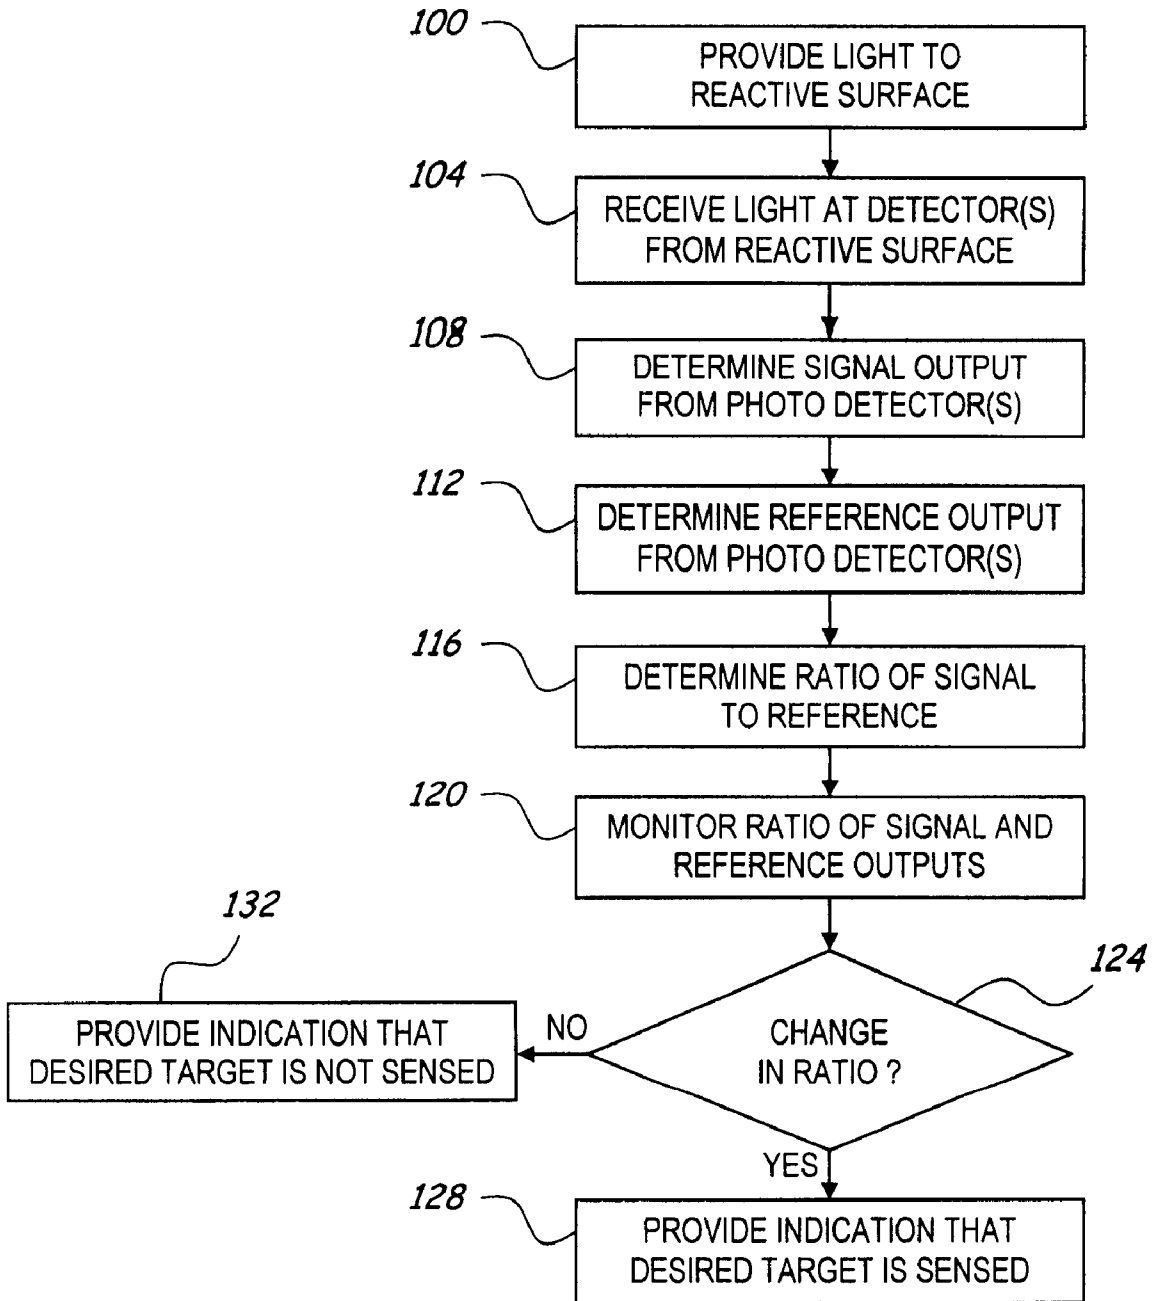 100
PROVIDE LIGHT TO
REACTIVE SURFACE
104
RECEIVE LIGHT AT DETECTOR(S)
FROM REACTIVE SURFACE
108
DETERMINE SIGNAL OUTPUT
FROM PHOTO DETECTOR(S)
112
DETERMINE REFERENCE OUTPUT
FROM PHOTO DETECTOR(S)
116
DETERMINE RATIO OF SIGNAL
TO REFERENCE
120
MONITOR RATIO OF SIGNAL AND
REFERENCE OUTPUTS
124
CHANGE
IN RATIO ?
NO
132
PROVIDE INDICATION THAT
DESIRED TARGET IS NOT SENSED
YES
128
PROVIDE INDICATION THAT
DESIRED TARGET IS SENSED